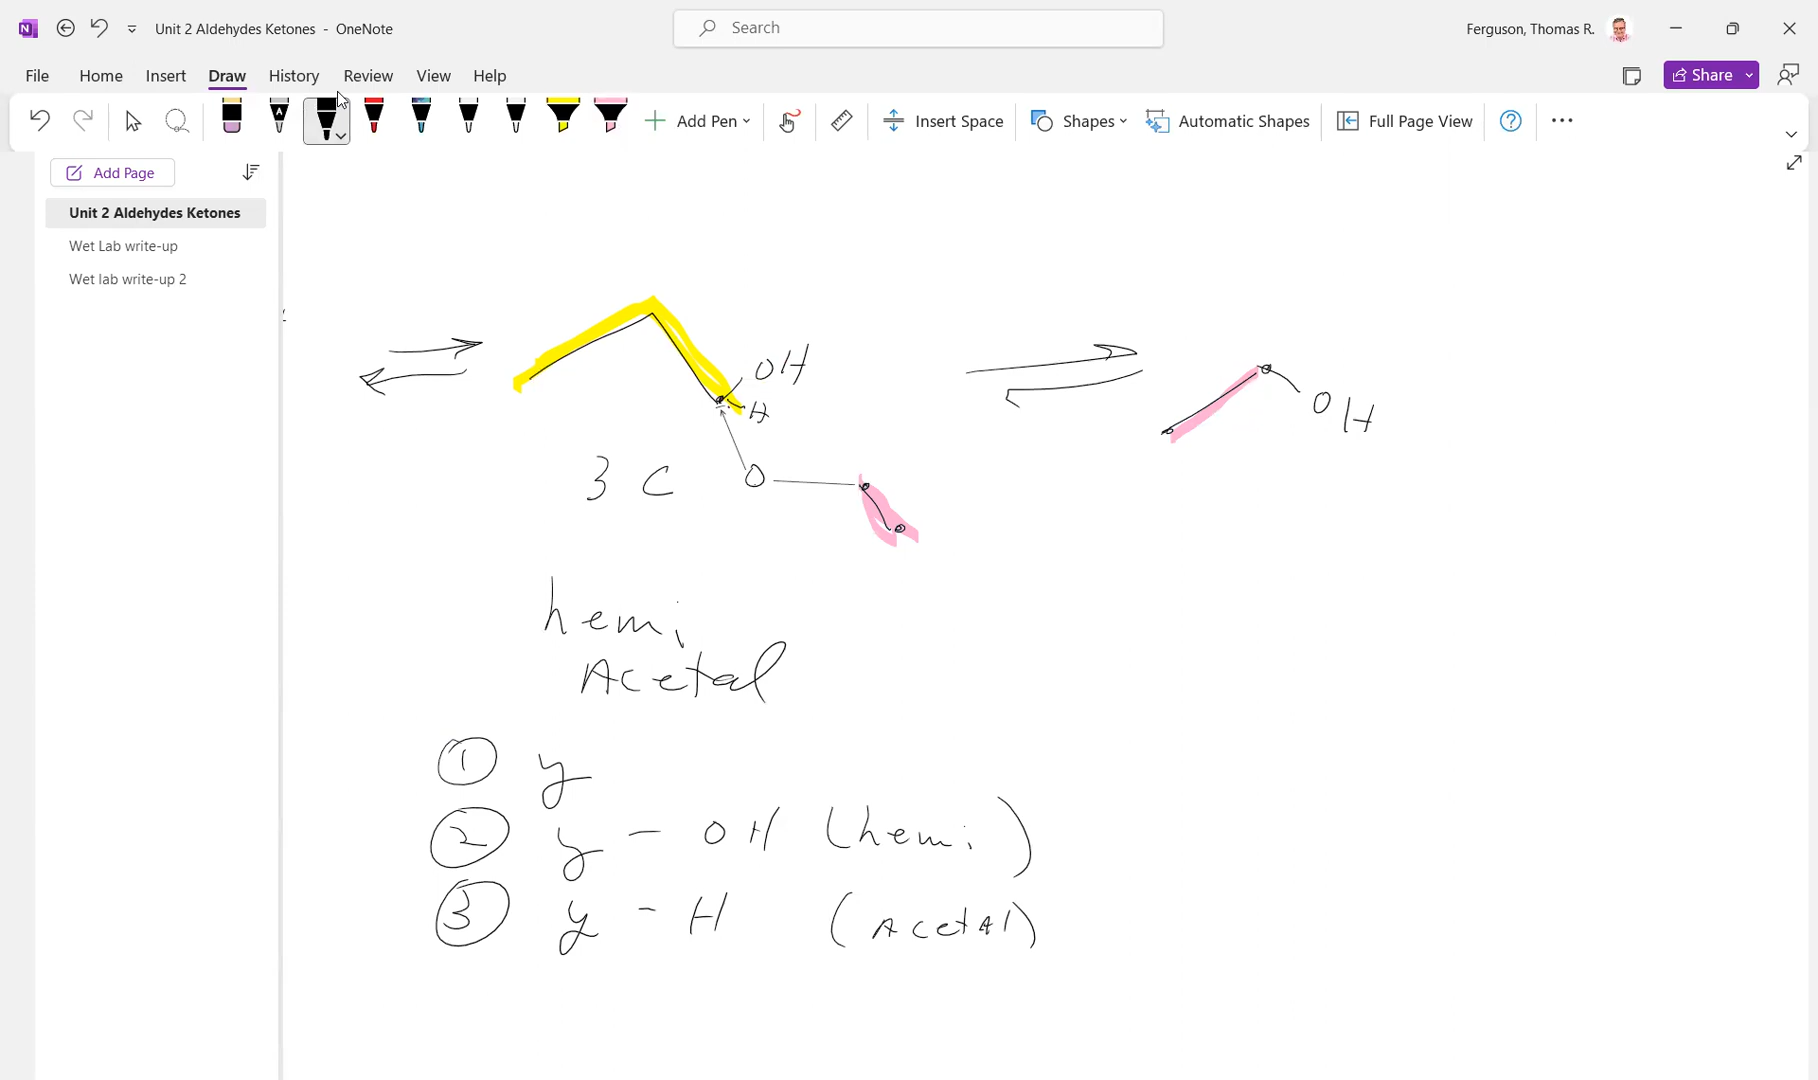 Unit 2 Aldehydes Ketones - OneNote
Search
Ferguson, Thomas R.
File Home Insert Draw History Review View Help
Share
Add Pen
Insert Space
Shapes
Automatic Shapes
Full Page View
Add Page
Unit 2 Aldehydes Ketones
Wet Lab write-up
Wet lab write-up 2
OH
H
OH
3 C
O
hemi
Acetal
1 y
2 y - OH (hemi)
3 y - H (Acetal)